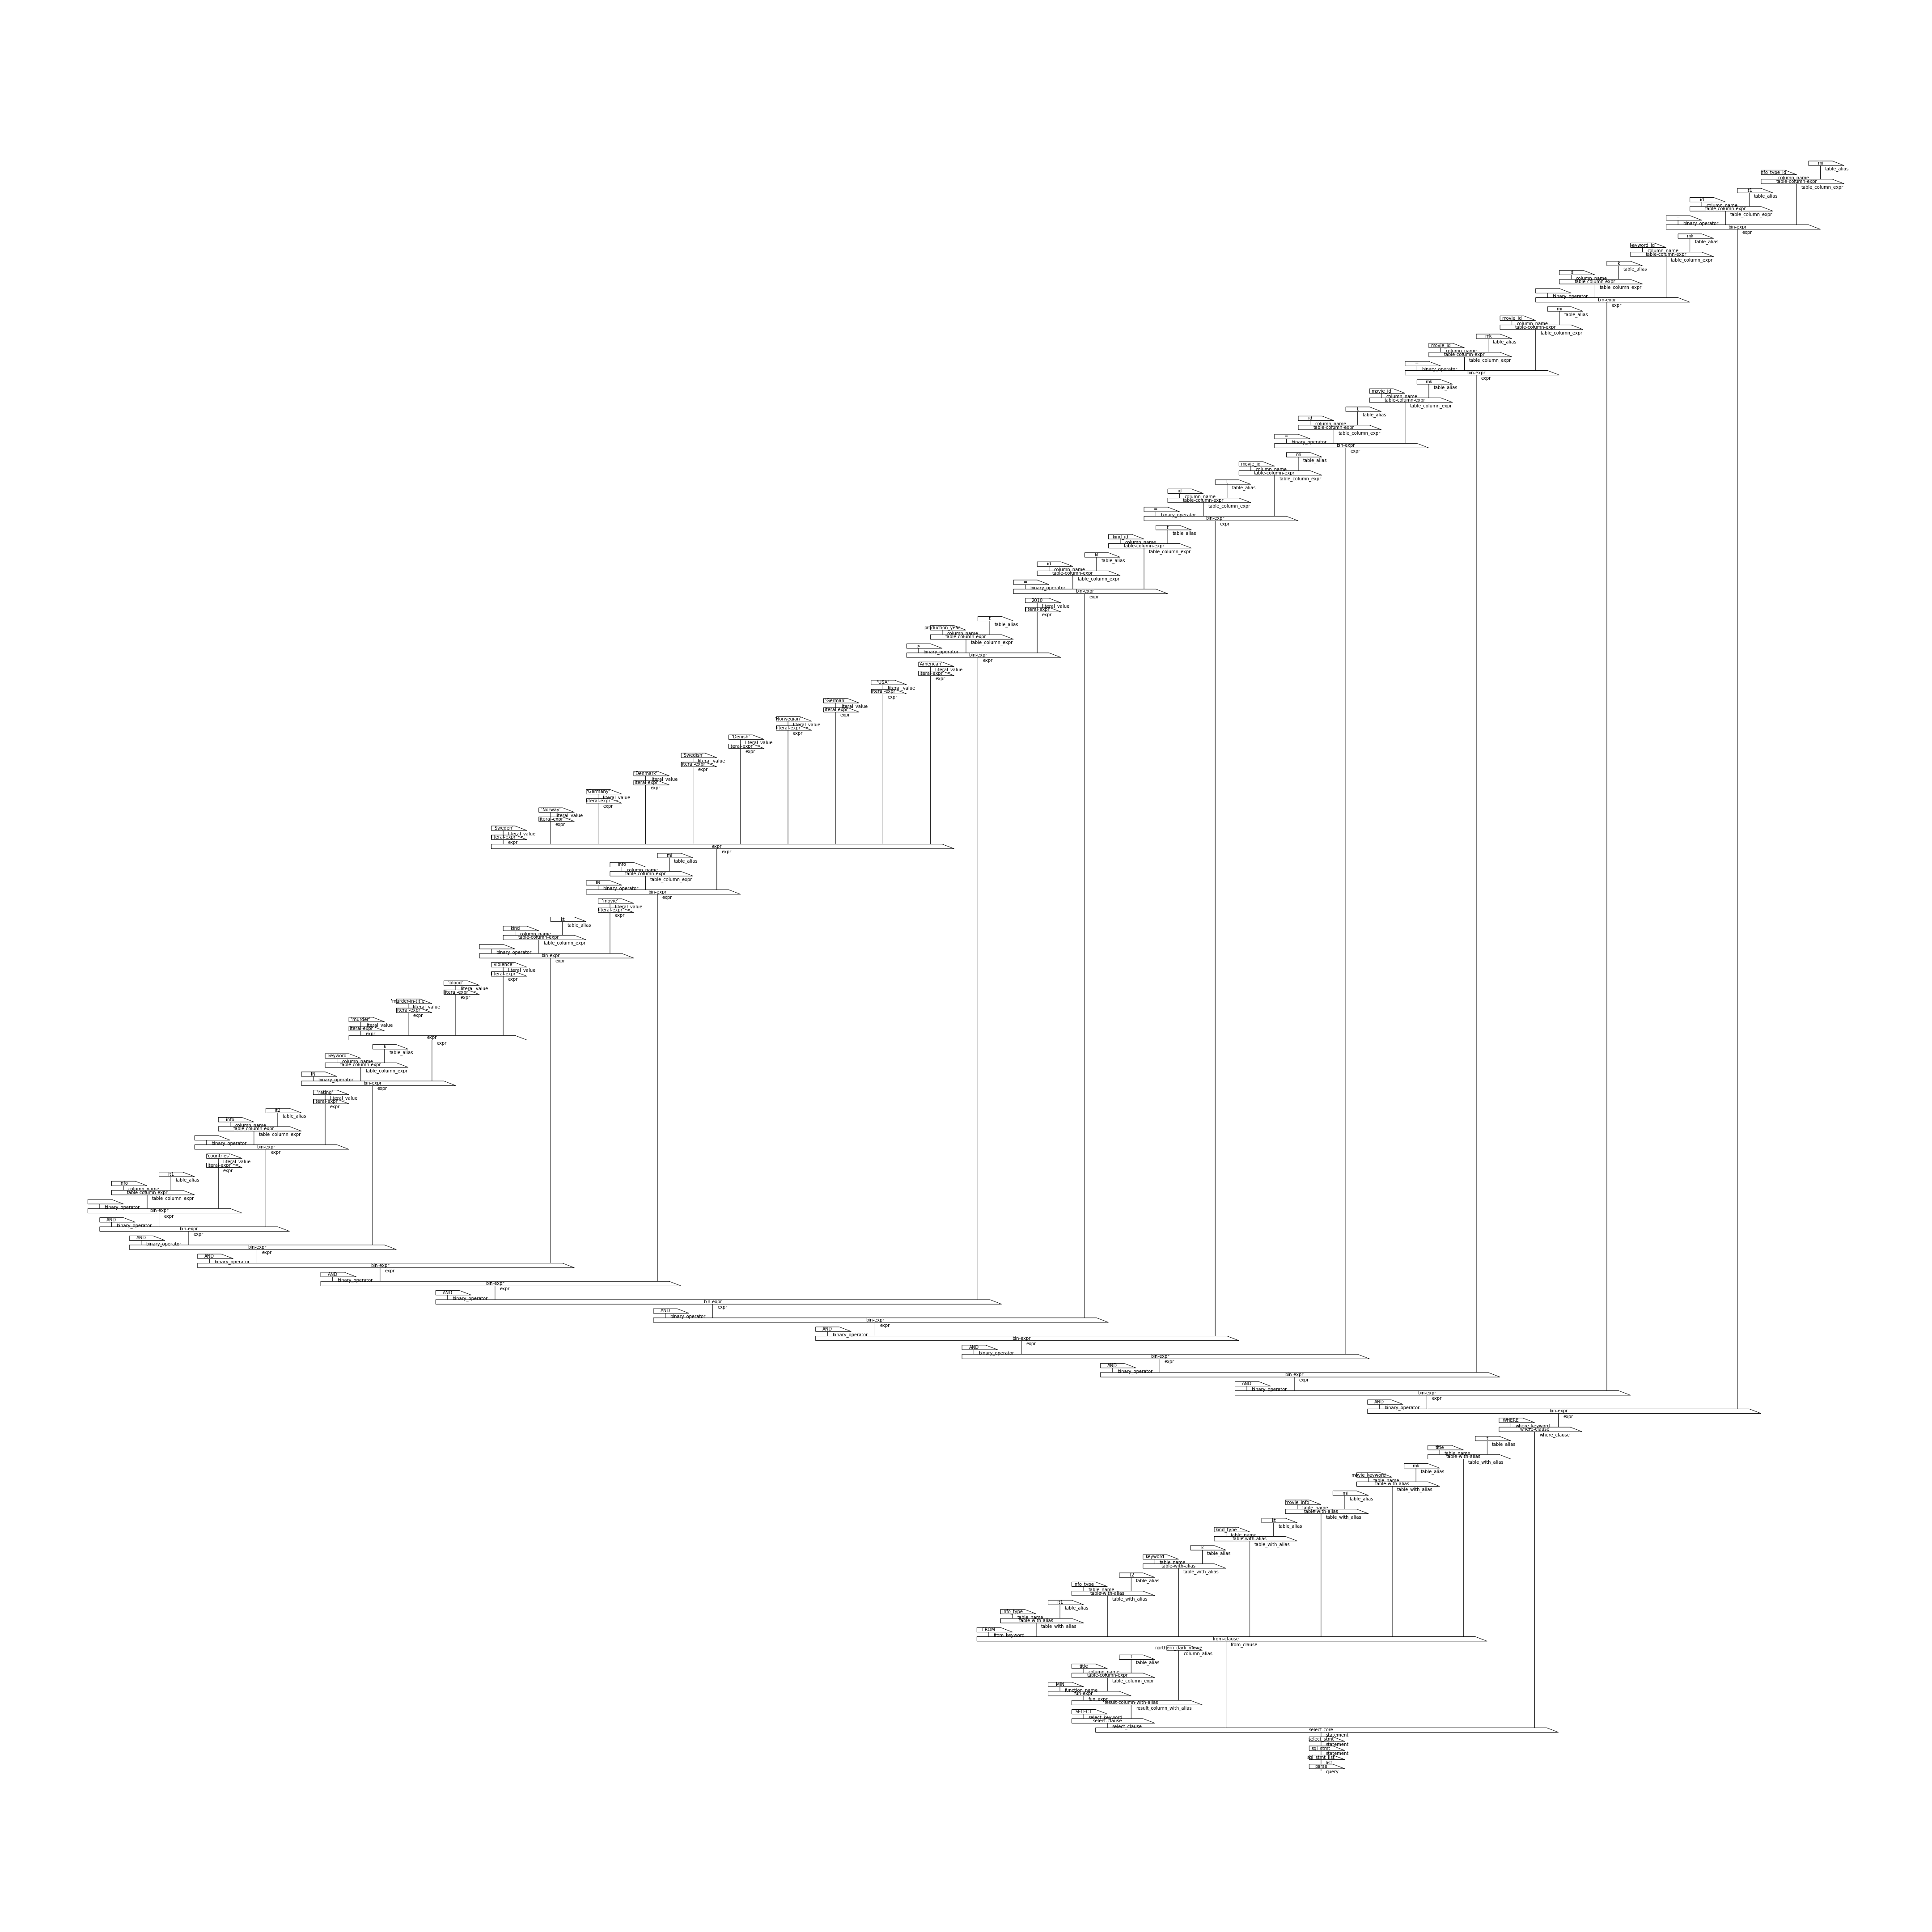 mi
table_alias
info_type_id
column_name
table-column-expr
table_column_expr
it1
table_alias
id
column_name
table-column-expr
table_column_expr
=
binary_operator
bin-expr
expr
mk
table_alias
keyword_id
column_name
table-column-expr
table_column_expr
k
table_alias
id
column_name
table-column-expr
table_column_expr
=
binary_operator
bin-expr
expr
mi
table_alias
movie_id
column_name
table-column-expr
table_column_expr
mk
table_alias
movie_id
column_name
table-column-expr
table_column_expr
=
binary_operator
bin-expr
expr
mk
table_alias
movie_id
column_name
table-column-expr
table_column_expr
t
table_alias
id
column_name
table-column-expr
table_column_expr
=
binary_operator
bin-expr
expr
mi
table_alias
movie_id
column_name
table-column-expr
table_column_expr
t
table_alias
id
column_name
table-column-expr
table_column_expr
=
binary_operator
bin-expr
expr
t
table_alias
kind_id
column_name
table-column-expr
table_column_expr
kt
table_alias
id
column_name
table-column-expr
table_column_expr
=
binary_operator
bin-expr
expr
2010
literal_value
literal-expr
expr
t
table_alias
production_year
column_name
table-column-expr
table_column_expr
>
binary_operator
bin-expr
expr
'American'
literal_value
literal-expr
expr
'USA'
literal_value
literal-expr
expr
'German'
literal_value
literal-expr
expr
'Norwegian'
literal_value
literal-expr
expr
'Denish'
literal_value
literal-expr
expr
'Swedish'
literal_value
literal-expr
expr
'Denmark'
literal_value
literal-expr
expr
'Germany'
literal_value
literal-expr
expr
'Norway'
literal_value
literal-expr
expr
'Sweden'
literal_value
literal-expr
expr
expr
expr
mi
table_alias
info
column_name
table-column-expr
table_column_expr
IN
binary_operator
bin-expr
expr
'movie'
literal_value
literal-expr
expr
kt
table_alias
kind
column_name
table-column-expr
table_column_expr
=
binary_operator
bin-expr
expr
'violence'
literal_value
literal-expr
expr
'blood'
literal_value
literal-expr
expr
'murder-in-title'
literal_value
literal-expr
expr
'murder'
literal_value
literal-expr
expr
expr
expr
k
table_alias
keyword
column_name
table-column-expr
table_column_expr
IN
binary_operator
bin-expr
expr
'rating'
literal_value
literal-expr
expr
it2
table_alias
info
column_name
table-column-expr
table_column_expr
=
binary_operator
bin-expr
expr
'countries'
literal_value
literal-expr
expr
it1
table_alias
info
column_name
table-column-expr
table_column_expr
=
binary_operator
bin-expr
expr
AND
binary_operator
bin-expr
expr
AND
binary_operator
bin-expr
expr
AND
binary_operator
bin-expr
expr
AND
binary_operator
bin-expr
expr
AND
binary_operator
bin-expr
expr
AND
binary_operator
bin-expr
expr
AND
binary_operator
bin-expr
expr
AND
binary_operator
bin-expr
expr
AND
binary_operator
bin-expr
expr
AND
binary_operator
bin-expr
expr
AND
binary_operator
bin-expr
expr
WHERE
where_keyword
where-clause
where_clause
t
table_alias
title
table_name
table-with-alias
table_with_alias
mk
table_alias
movie_keyword
table_name
table-with-alias
table_with_alias
mi
table_alias
movie_info
table_name
table-with-alias
table_with_alias
kt
table_alias
kind_type
table_name
table-with-alias
table_with_alias
k
table_alias
keyword
table_name
table-with-alias
table_with_alias
it2
table_alias
info_type
table_name
table-with-alias
table_with_alias
it1
table_alias
info_type
table_name
table-with-alias
table_with_alias
FROM
from_keyword
from-clause
from_clause
northern_dark_movie
column_alias
t
table_alias
title
column_name
table-column-expr
table_column_expr
MIN
function_name
fun-expr
fun_expr
result-column-with-alias
result_column_with_alias
SELECT
select_keyword
select-clause
select_clause
select-core
statement
select_stmt
statement
sql_stmt
statement
sql_stmt_list
list
parse
query